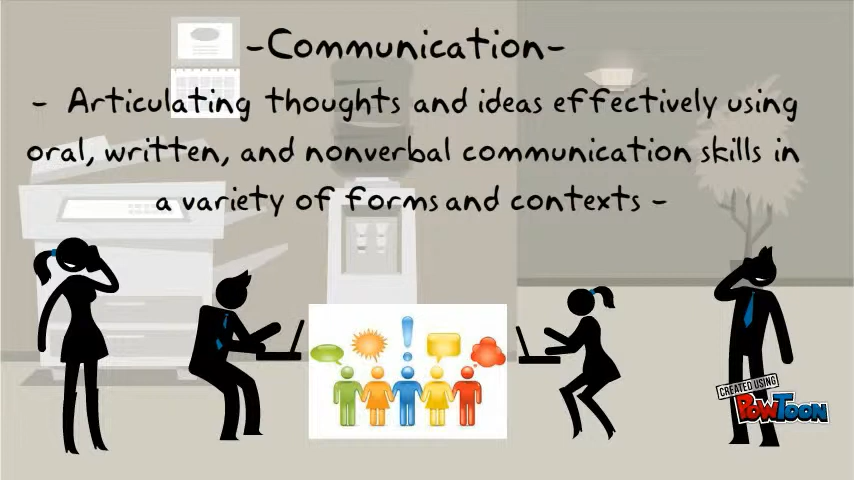 -Communication-
- Articulating thoughts and ideas effectively using
oral, written, and nonverbal communication skills in
a variety of forms and contexts -
CREATED USING
POWTOON